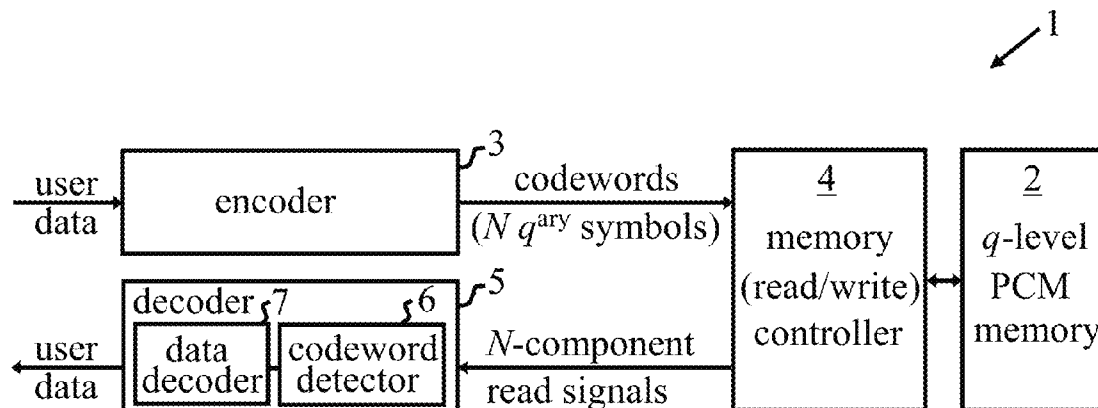 1
3
user
data
encoder
codewords
(N q^ary symbols)
4
memory
(read/write)
controller
2
q-level
PCM
memory
5
decoder
7
6
user
data
data
decoder
codeword
detector
N-component
read signals